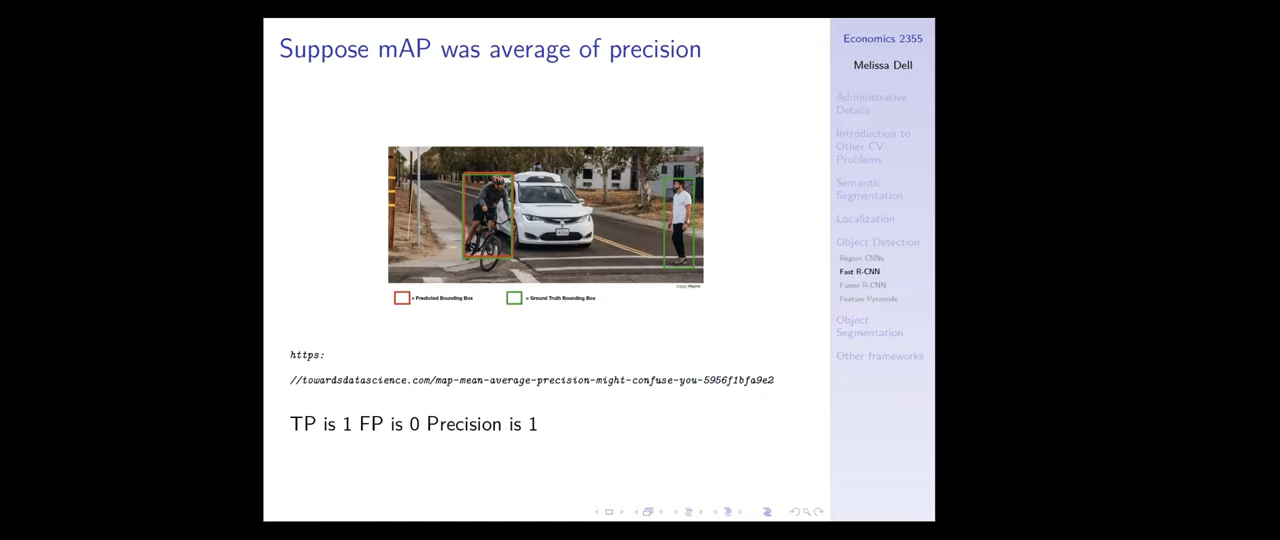 Suppose mAP was average of precision
= Predicted Bounding Box
= Ground Truth Bounding Box
https:
//towardsdatascience.com/map-mean-average-precision-might-confuse-you-5956f1bfa9e2
TP is 1 FP is 0 Precision is 1
Economics 2355
Melissa Dell
Administrative
Details
Introduction to
Other CV
Problems
Semantic
Segmentation
Localization
Object Detection
Region CNNs
Fast R-CNN
Faster R-CNN
Feature Pyramids
Object
Segmentation
Other frameworks